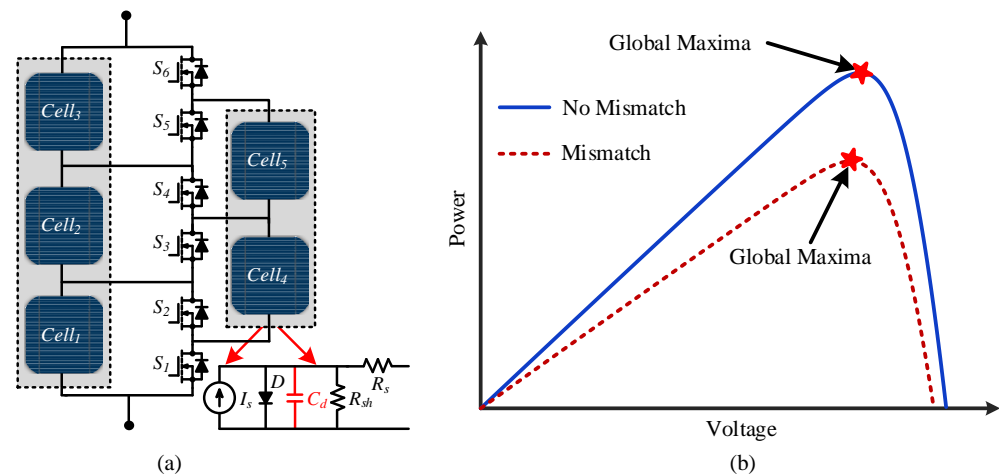 S6
Cell3
S5
Cell5
S4
Cell2
S3
Cell4
S2
Cell1
S1
Is
D
Cd
Rsh
Rs
(a)
Global Maxima
No Mismatch
Mismatch
Global Maxima
Power
Voltage
(b)